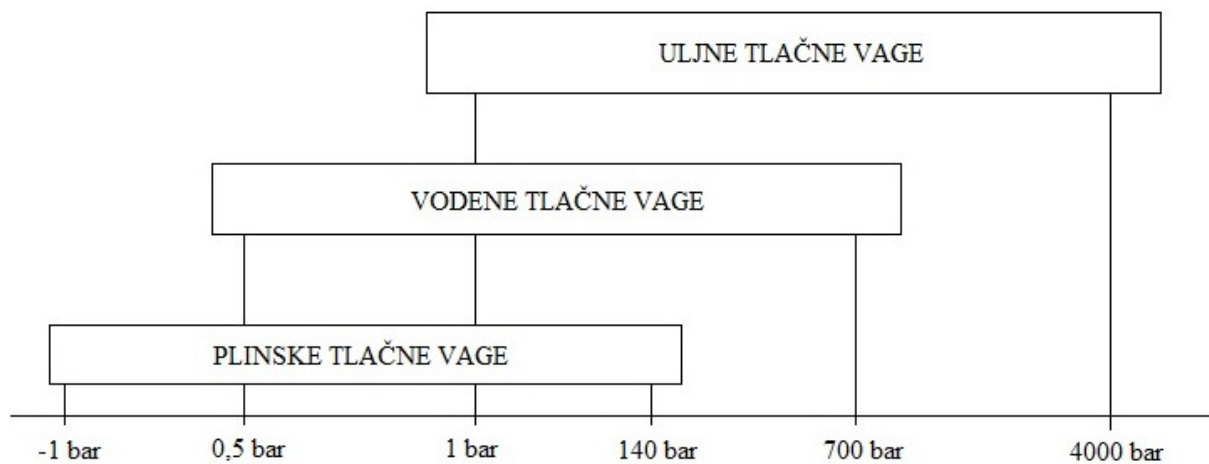 ULJNE TLAČNE VAGE
VODENE TLAČNE VAGE
PLINSKE TLAČNE VAGE
-1 bar 0,5 bar 1 bar 140 bar 700 bar 4000 bar